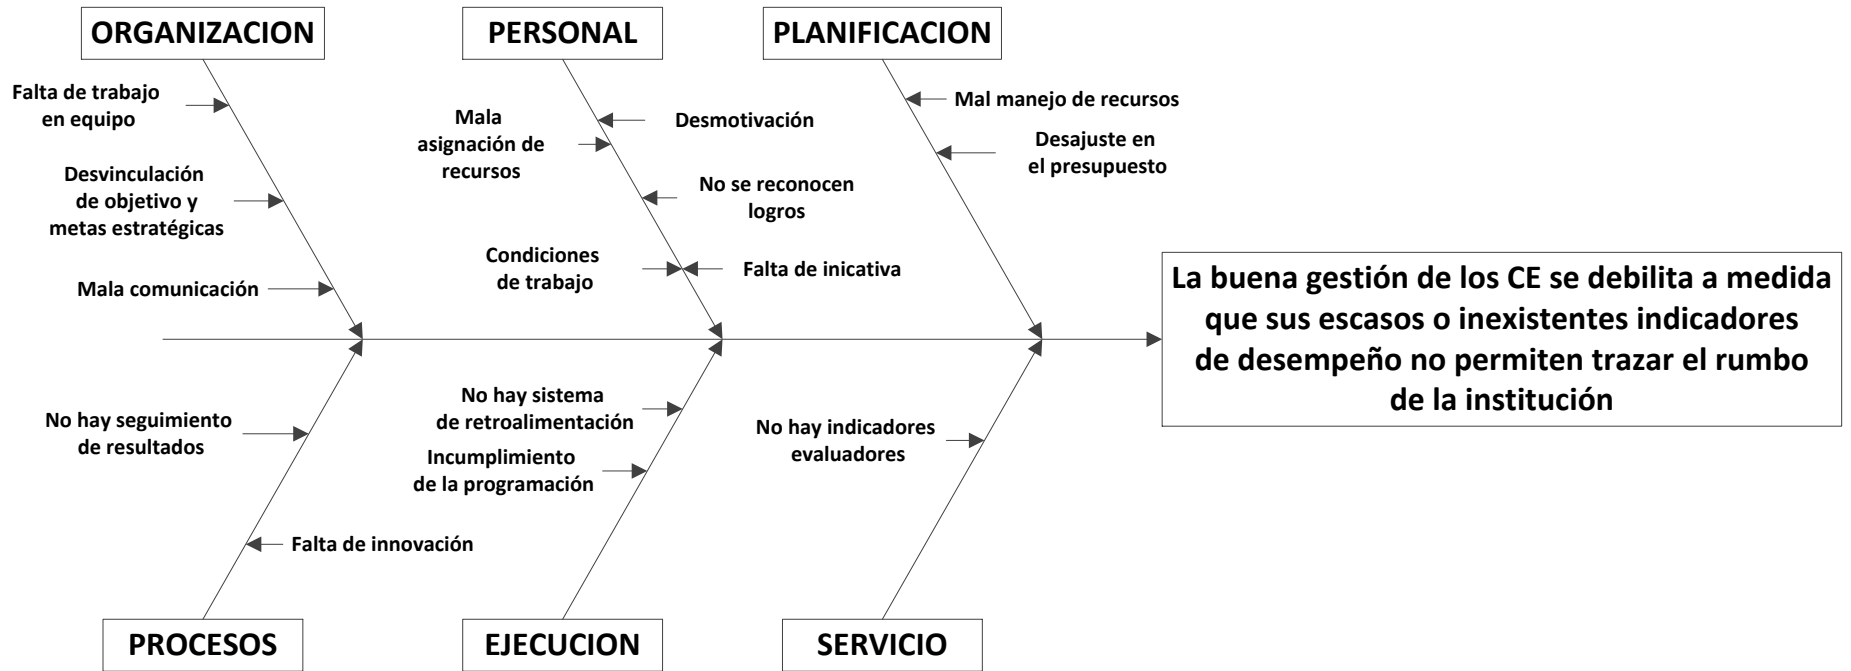 ORGANIZACION
PERSONAL
PLANIFICACION
Falta de trabajo
en equipo
Desvinculación
de objetivo y
metas estratégicas
Mala comunicación
Mala
asignación de
recursos
Desmotivación
No se reconocen
logros
Condiciones
de trabajo
Falta de inicativa
Mal manejo de recursos
Desajuste en
el presupuesto
La buena gestión de los CE se debilita a medida
que sus escasos o inexistentes indicadores
de desempeño no permiten trazar el rumbo
de la institución
No hay seguimiento
de resultados
Falta de innovación
No hay sistema
de retroalimentación
Incumplimiento
de la programación
No hay indicadores
evaluadores
PROCESOS
EJECUCION
SERVICIO